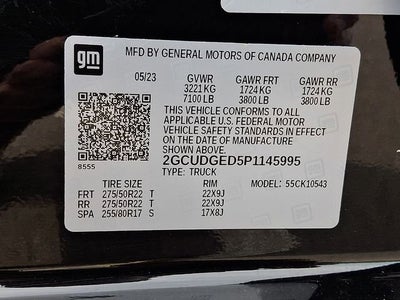 gm
MFD BY GENERAL MOTORS OF CANADA COMPANY
05/23 GVWR GAWR FRT GAWR RR
3221 KG 1724 KG 1724 KG
7100 LB 3800 LB 3800 LB
THIS VEHICLE CONFORMS TO ALL
APPLICABLE U.S. FEDERAL MOTOR
VEHICLE SAFETY STANDARDS IN EFFECT
ON THE DATE OF MANUFACTURE
SHOWN ABOVE.
8555
2GCUDGED5P1145995
TYPE: TRUCK
TIRE SIZE RIM MODEL: 55CK10543
FRT 275/50R22 T 22X9J
RR 275/50R22 T 22X9J
SPA 255/80R17 S 17X8J